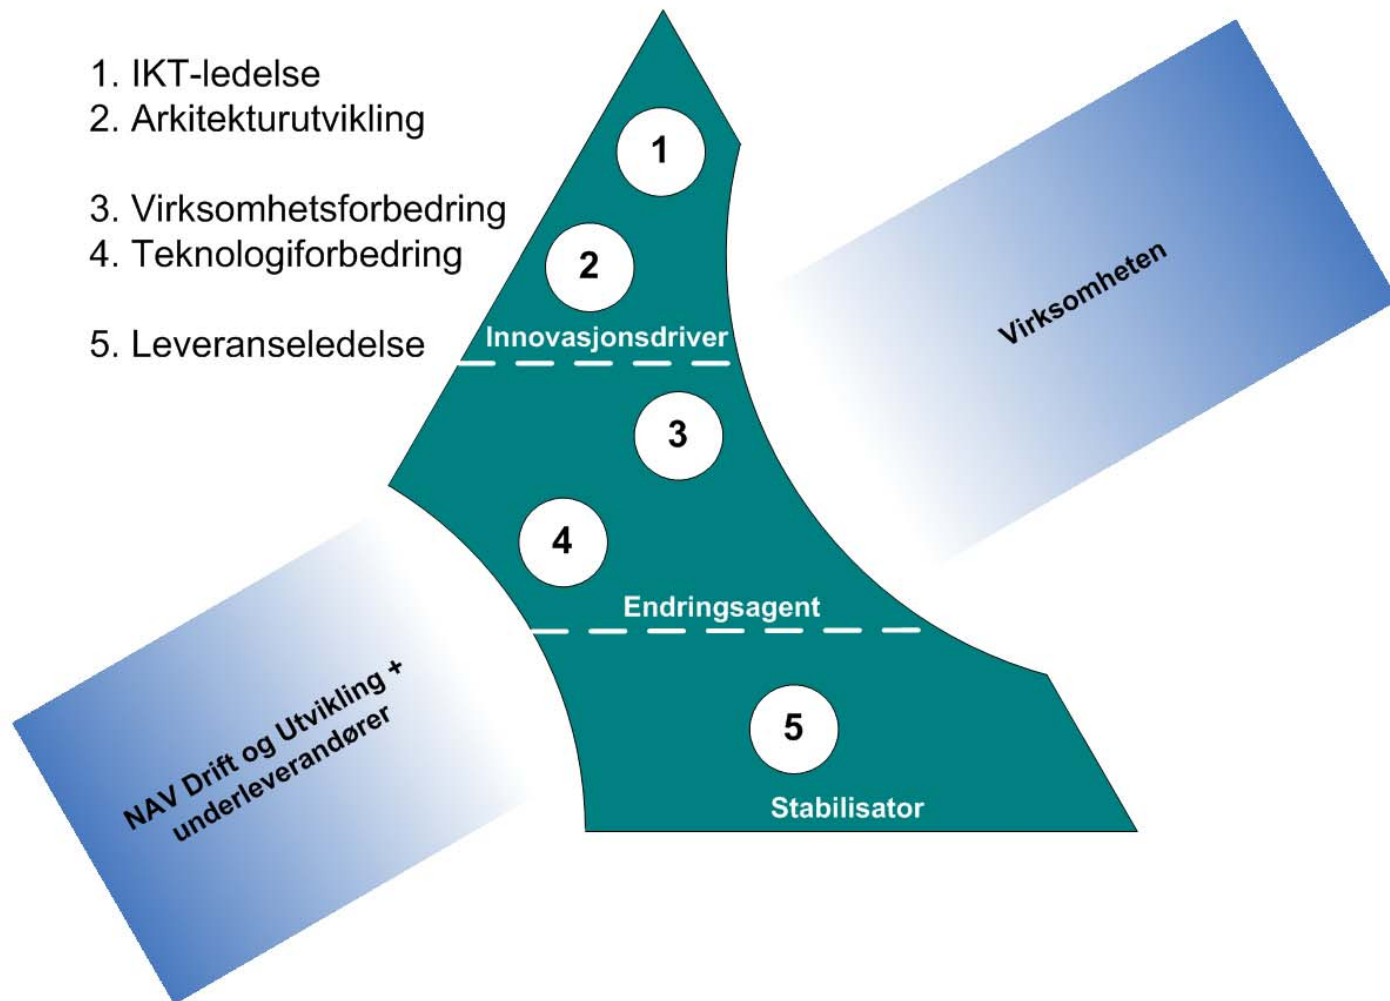 1. IKT-ledelse
2. Arkitekturutvikling
3. Virksomhetsforbedring
4. Teknologiforbedring
5. Leveranseledelse
1
2
Innovasjonsdriver
3
4
Endringsagent
5
Stabilisator
Virksomheten
NAV Drift og Utvikling +
underleverandører